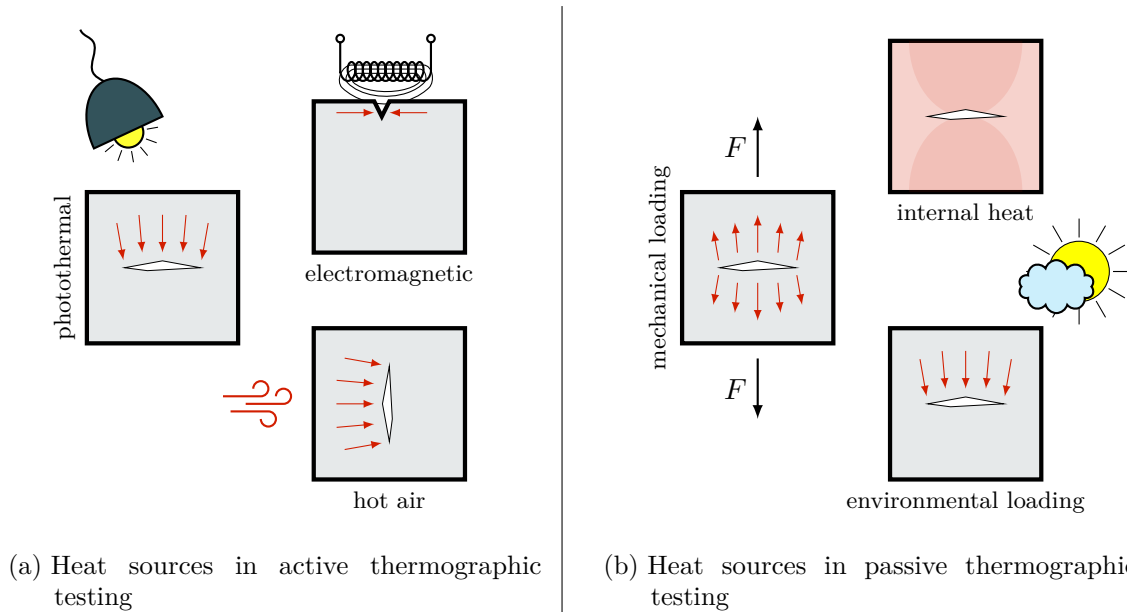 photothermal
electromagnetic
hot air
(a) Heat sources in active thermographic
testing
F
mechanical loading
F
internal heat
environmental loading
(b) Heat sources in passive thermographic
testing